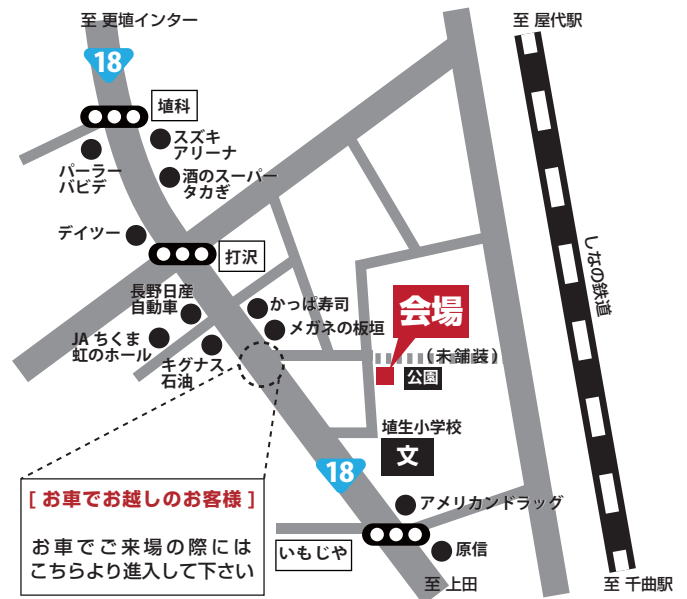 至 更埴インター
至 屋代駅
18
埴科
スズキ
アリーナ
パーラー
バビデ
酒のスーパー
タカぎ
デイツー
打沢
しなの鉄道
長野日産
自動車
かっぱ寿司
会場
メガネの板垣
JA ちくま
虹のホール
キグナス
石油
(未舗装)
公園
埴生小学校
文
18
[ お車でお越しのお客様 ]
お車でご来場の際には
こちらより進入して下さい
アメリカンドラッグ
いもじや
原信
至 上田
至 千曲駅